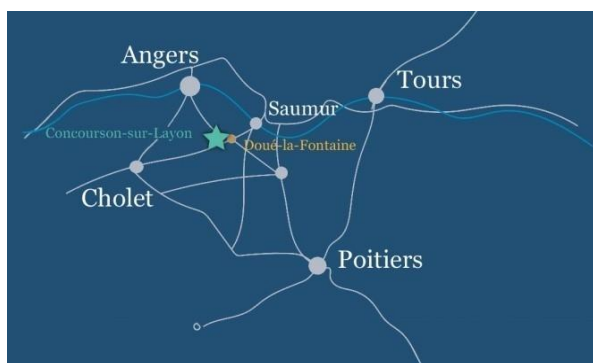 Angers
Tours
Saumur
Concourson-sur-Layon
Doué-la-Fontaine
Cholet
Poitiers